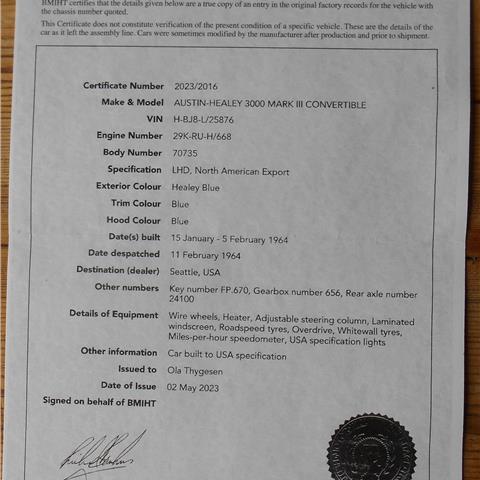 BMIHT certifies that the details given below are a true copy of an entry in the original factory records for the vehicle with
the chassis number quoted.
This Certificate does not constitute verification of the present condition of a specific vehicle. These are the details of the
car as it left the assembly line. Cars were sometimes modified by the manufacturer after production and prior to shipment.
Certificate Number 2023/2016
Make & Model AUSTIN-HEALEY 3000 MARK III CONVERTIBLE
VIN H-BJ8-L/25876
Engine Number 29K-RU-H/668
Body Number 70735
Specification LHD, North American Export
Exterior Colour Healey Blue
Trim Colour Blue
Hood Colour Blue
Date(s) built 15 January - 5 February 1964
Date despatched 11 February 1964
Destination (dealer) Seattle, USA
Other numbers Key number FP.670, Gearbox number 656, Rear axle number
24100
Details of Equipment Wire wheels, Heater, Adjustable steering column, Laminated
windscreen, Roadspeed tyres, Overdrive, Whitewall tyres,
Miles-per-hour speedometer, USA specification lights
Other information Car built to USA specification
Issued to Ola Thygesen
Date of Issue 02 May 2023
Signed on behalf of BMIHT